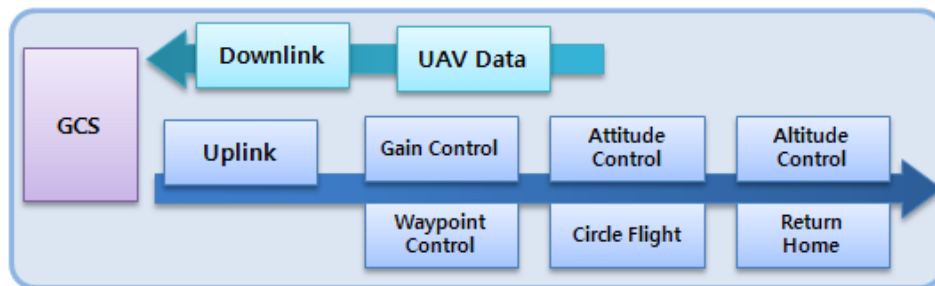 Downlink
UAV Data
GCS
Uplink
Gain Control
Attitude
Control
Altitude
Control
Waypoint
Control
Circle Flight
Return
Home